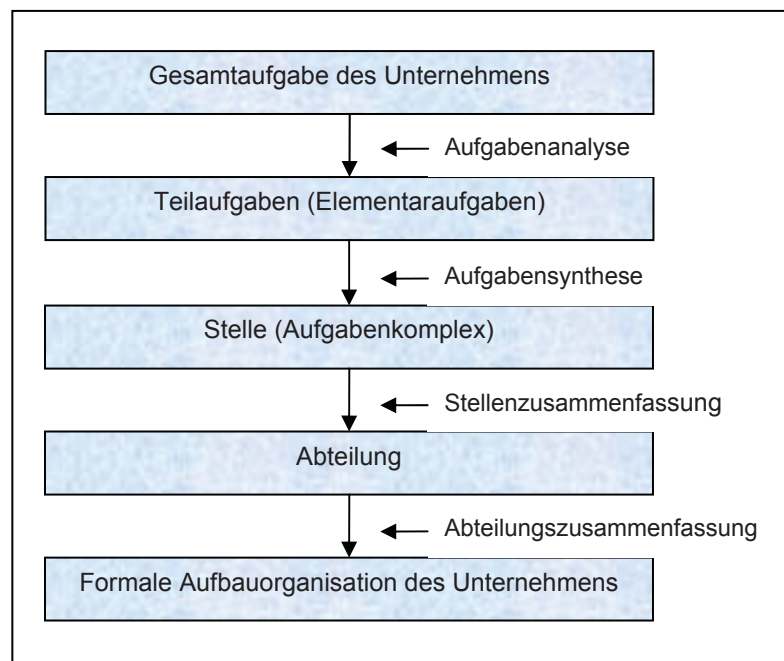 Gesamtaufgabe des Unternehmens
Aufgabenanalyse
Teilaufgaben (Elementaraufgaben)
Aufgabensynthese
Stelle (Aufgabenkomplex)
Stellenzusammenfassung
Abteilung
Abteilungszusammenfassung
Formale Aufbauorganisation des Unternehmens